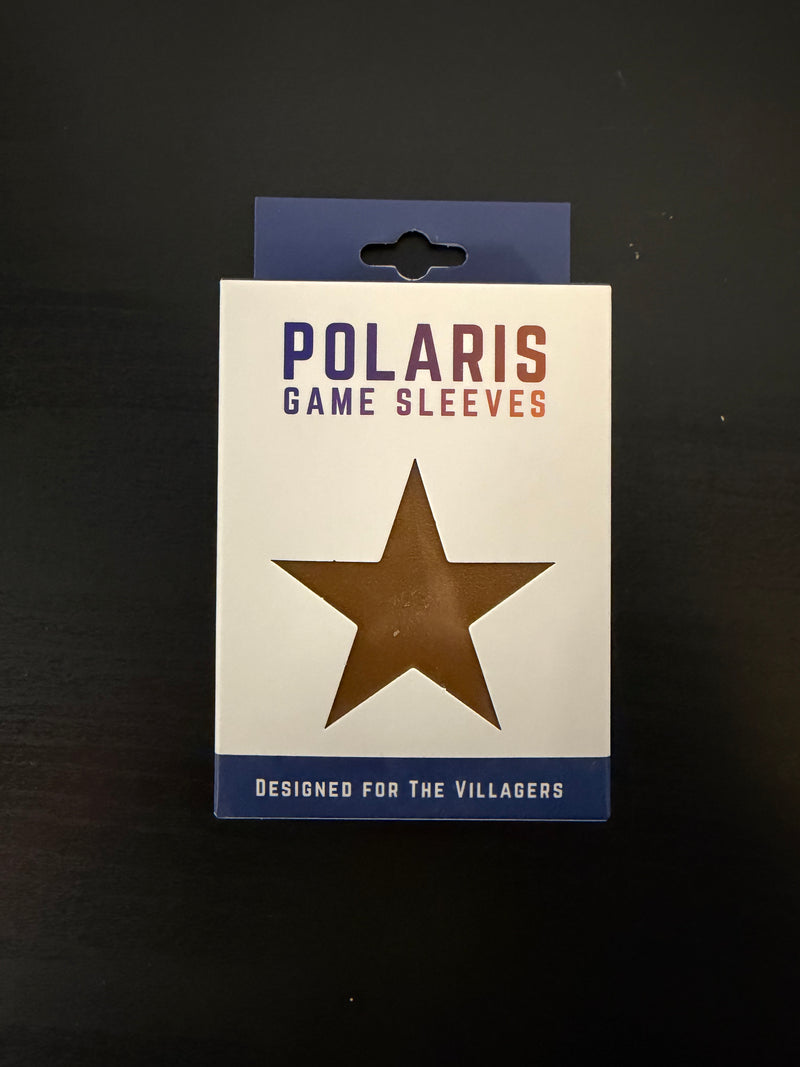 POLARIS
GAME SLEEVES
DESIGNED FOR THE VILLAGERS